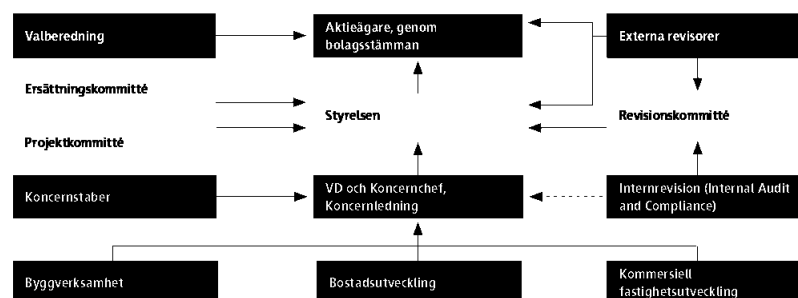 Valberedning
Aktieägare, genom
bolagsstämman
Externa revisorer
Ersättningskommitté
Styrelsen
Revisionskommitté
Projektkommitté
Koncernstaber
VD och Koncernchef,
Koncernledning
Internrevision (Internal Audit
and Compliance)
Byggverksamhet
Bostadsutveckling
Kommersiell
fastighetsutveckling